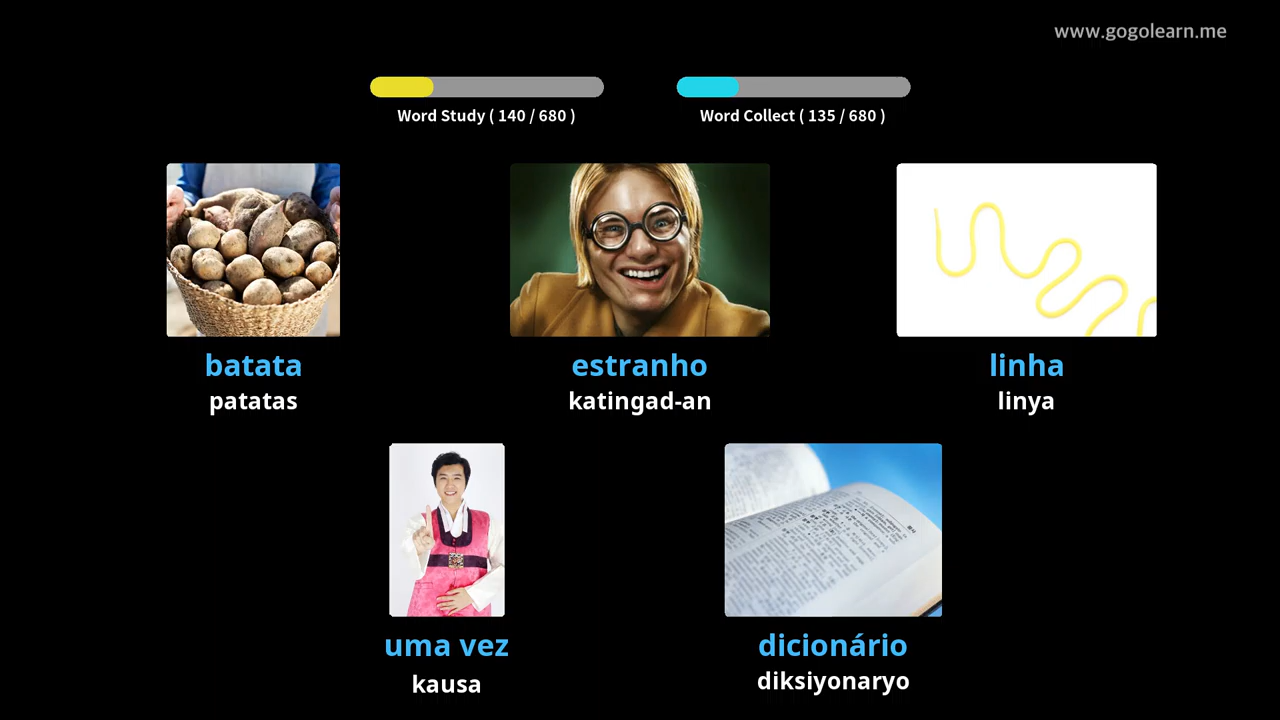 www.gogolearn.me
Word Study ( 140 / 680 )
Word Collect ( 135 / 680 )
batata
patatas
estranho
katingad-an
linha
linya
uma vez
kausa
dicionário
diksiyonaryo